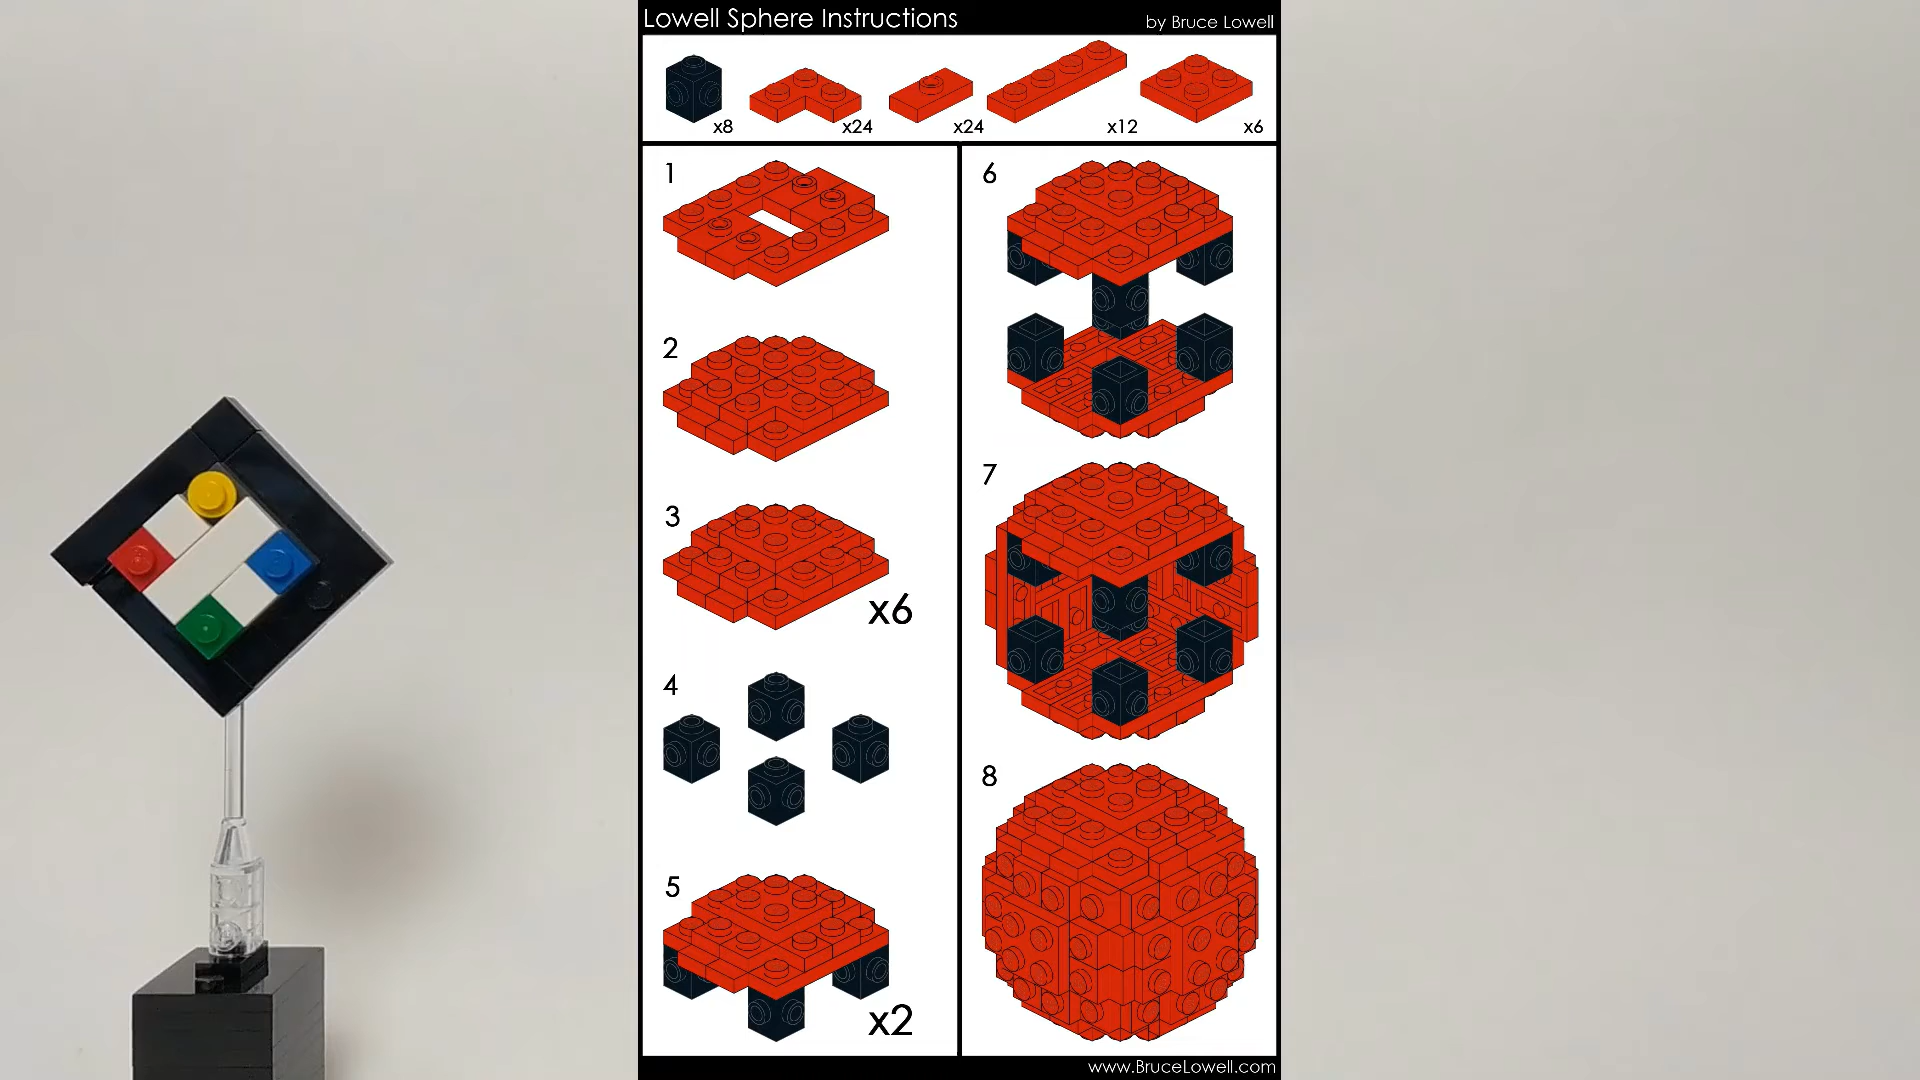 Lowell Sphere Instructions
by Bruce Lowell
x8
x24
x24
x12
x6
1
2
3
x6
4
5
x2
6
7
8
www.BruceLowell.com